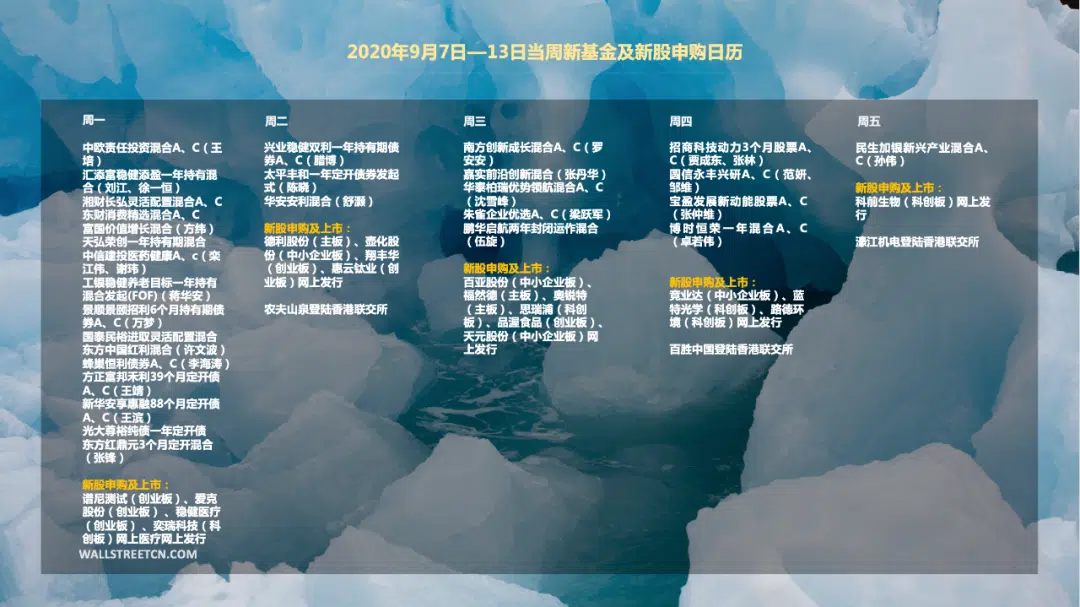 2020年9月7日—13日当周新基金及新股申购日历
周一
中欧责任投资混合A、C（王
培）
汇添富稳健添盈一年持有混
合（刘江、徐一恒）
湘财长弘灵活配置混合A、C
东财消费精选混合A、C
富国价值增长混合（方纬）
天弘荣创一年持有期混合
中信建投医药健康A、c（栾
江伟、谢玮）
工银稳健养老目标一年持有
混合发起(FOF)（蒋华安）
景顺景颐招利6个月持有期债
券A、C（万梦）
国泰民裕进取灵活配置混合
东方中国红利混合（许文波）
蜂巢恒利债券A、C（李海涛）
方正富邦禾利39个月定开债
A、C（王靖）
新华安享惠融88个月定开债
A、C（王滨）
光大尊裕纯债一年定开债
东方红鼎元3个月定开混合
（张锋）
新股申购及上市：
谱尼测试（创业板）、爱克
股份（创业板）、稳健医疗
（创业板）、奕瑞科技（科
创板）网上医疗网上发行
WALLSTREETCN.COM
周二
兴业稳健双利一年持有期债
券A、C（腊博）
太平丰和一年定开债券发起
式（陈晓）
华安安利混合（舒灏）
新股申购及上市：
德利股份（主板）、壶化股
份（中小企业板）、翔丰华
（创业板）、惠云钛业（创
业板）网上发行
农夫山泉登陆香港联交所
周三
南方创新成长混合A、C（罗
安安）
嘉实前沿创新混合（张丹华）
华泰柏瑞优势领航混合A、C
（沈雪峰）
朱雀企业优选A、C（梁跃军）
鹏华启航两年封闭运作混合
（伍旋）
新股申购及上市：
百亚股份（中小企业板）、
福然德（主板）、奥锐特
（主板）、思瑞浦（科创
板）、品渥食品（创业板）、
天元股份（中小企业板）网
上发行
周四
招商科技动力3个月股票A、
C（贾成东、张林）
圆信永丰兴研A、C（范妍、
邹维）
宝盈发展新动能股票A、C
（张仲维）
博时恒荣一年混合A、C
（卓若伟）
新股申购及上市：
竞业达（中小企业板）、蓝
特光学（科创板）、路德环
境（科创板）网上发行
百胜中国登陆香港联交所
周五
民生加银新兴产业混合A、
C（孙伟）
新股申购及上市：
科前生物（科创板）网上发
行
濠江机电登陆香港联交所